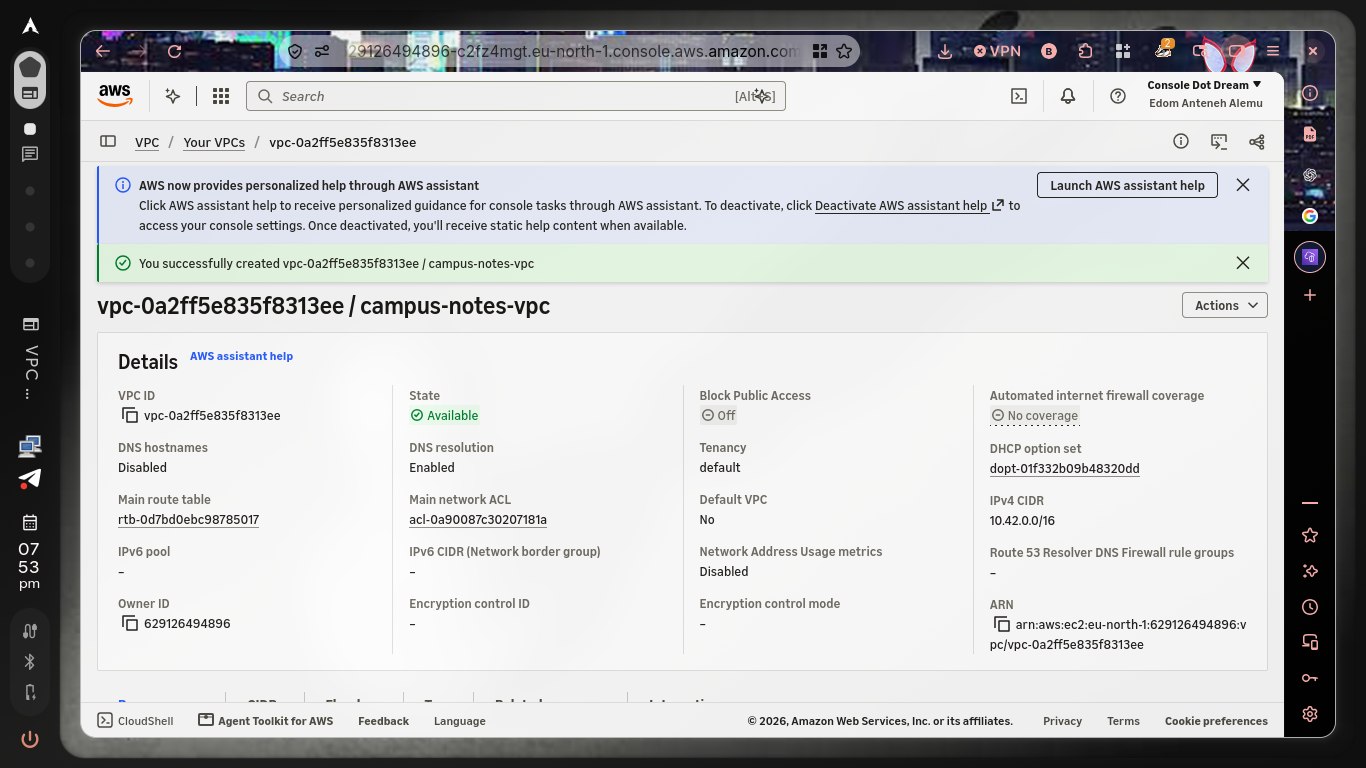 29126494896-c2fz4mgt.eu-north-1.console.aws.amazon.com
VPN
B
2
aws
Search
[Alt+S]
Console Dot Dream
Edom Anteneh Alemu
VPC / Your VPCs / vpc-0a2ff5e835f8313ee
AWS now provides personalized help through AWS assistant
Click AWS assistant help to receive personalized guidance for console tasks through AWS assistant. To deactivate, click Deactivate AWS assistant help to
access your console settings. Once deactivated, you'll receive static help content when available.
Launch AWS assistant help
You successfully created vpc-0a2ff5e835f8313ee / campus-notes-vpc
vpc-0a2ff5e835f8313ee / campus-notes-vpc
Actions
Details
AWS assistant help
VPC ID
vpc-0a2ff5e835f8313ee
State
Available
Block Public Access
Off
Automated internet firewall coverage
No coverage
DNS hostnames
Disabled
DNS resolution
Enabled
Tenancy
default
DHCP option set
dopt-01f332b09b48320dd
Main route table
rtb-0d7bd0ebc98785017
Main network ACL
acl-0a90087c30207181a
Default VPC
No
IPv4 CIDR
10.42.0.0/16
IPv6 pool
–
IPv6 CIDR (Network border group)
–
Network Address Usage metrics
Disabled
Route 53 Resolver DNS Firewall rule groups
–
Owner ID
629126494896
Encryption control ID
–
Encryption control mode
–
ARN
arn:aws:ec2:eu-north-1:629126494896:v
pc/vpc-0a2ff5e835f8313ee
CloudShell
Agent Toolkit for AWS
Feedback
Language
© 2026, Amazon Web Services, Inc. or its affiliates.
Privacy
Terms
Cookie preferences
VPC ...
07
53
pm
PDF